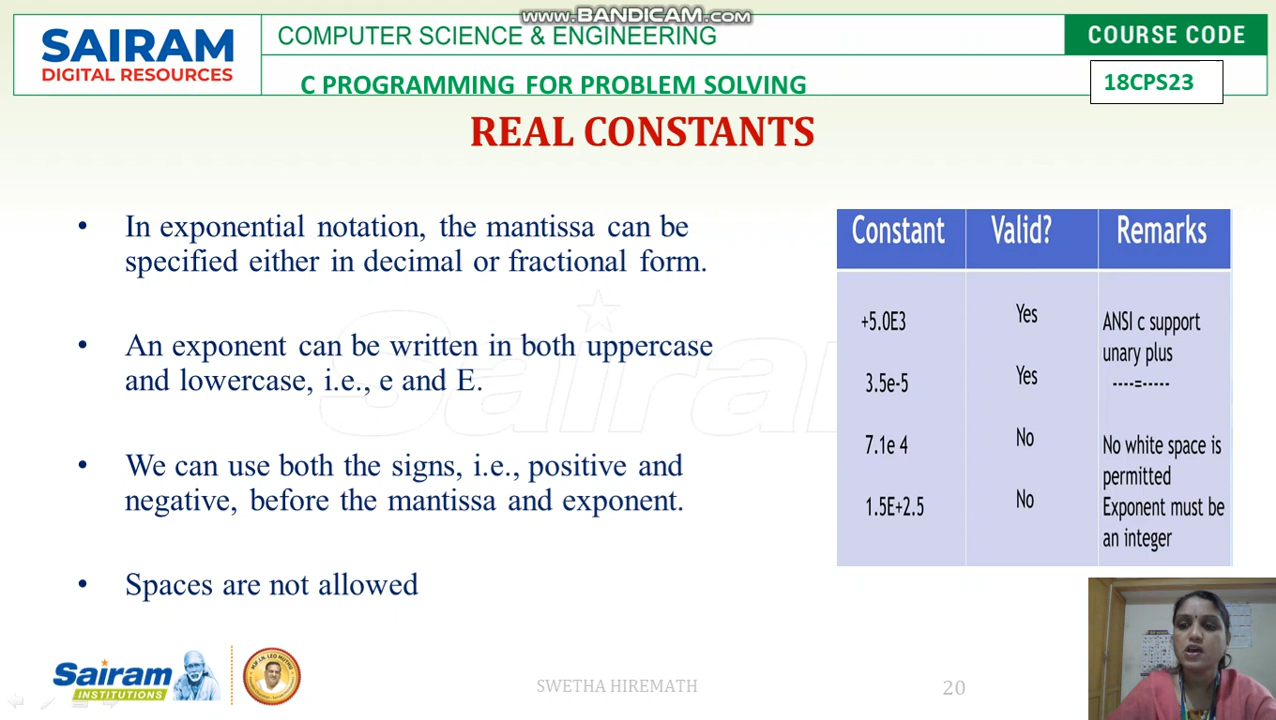 www.BANDICAM.com
SAIRAM
DIGITAL RESOURCES
COMPUTER SCIENCE & ENGINEERING
COURSE CODE
C PROGRAMMING FOR PROBLEM SOLVING
18CPS23
REAL CONSTANTS
• In exponential notation, the mantissa can be
specified either in decimal or fractional form.
• An exponent can be written in both uppercase
and lowercase, i.e., e and E.
• We can use both the signs, i.e., positive and
negative, before the mantissa and exponent.
• Spaces are not allowed
Constant Valid? Remarks
+5.0E3 Yes ANSI c support
unary plus
3.5e-5 Yes ----=-----
7.1e 4 No No white space is
permitted
1.5E+2.5 No Exponent must be
an integer
Sairam
Sairam
INSTITUTIONS
SWETHA HIREMATH
20